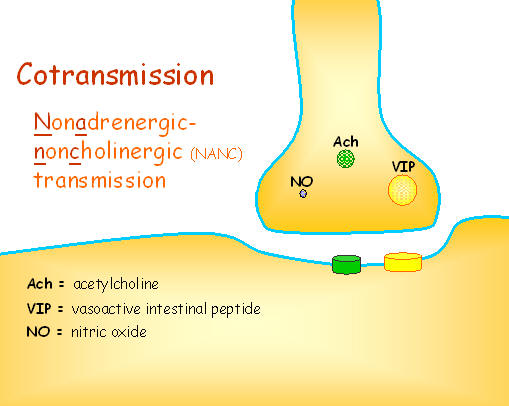 Cotransmission
Nonadrenergic-
noncholinergic (NANC)
transmission
Ach
VIP
NO
Ach = acetylcholine
VIP = vasoactive intestinal peptide
NO = nitric oxide